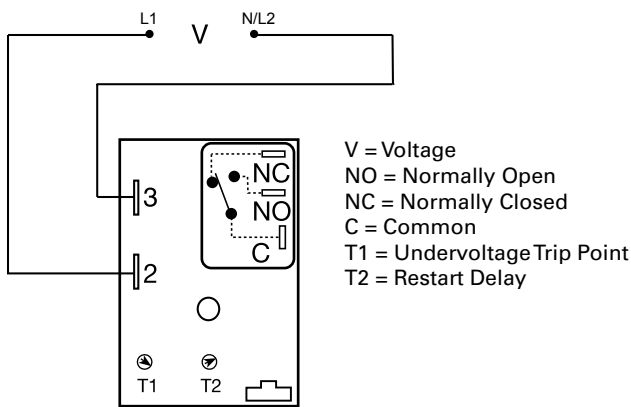 L1
V
N/L2
3
NC
NO
C
2
T1
T2
V = Voltage
NO = Normally Open
NC = Normally Closed
C = Common
T1 = Undervoltage Trip Point
T2 = Restart Delay